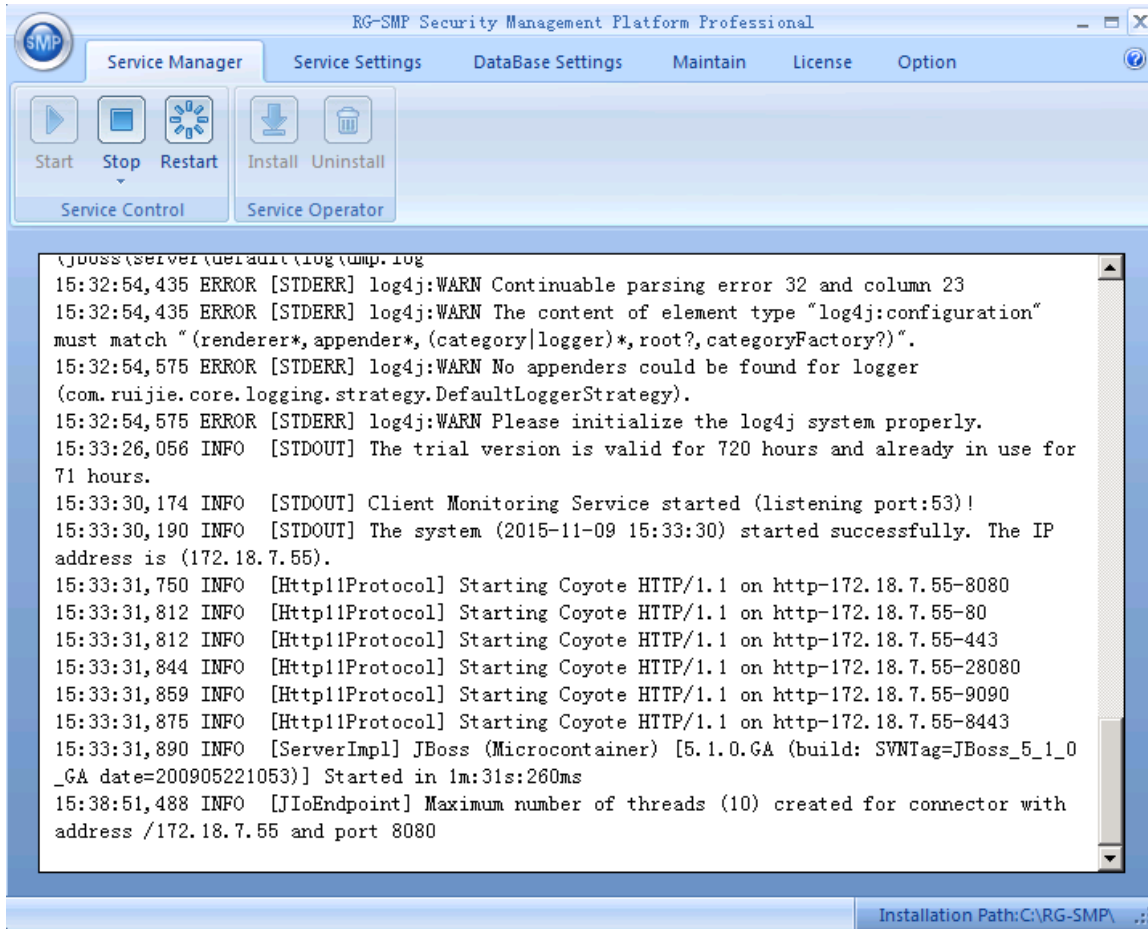 RG-SMP Security Management Platform Professional
SMP
Service Manager Service Settings DataBase Settings Maintain License Option
Start Stop Restart Install Uninstall
Service Control Service Operator
\jboss\server\default\log\ump.log
15:32:54,435 ERROR [STDERR] log4j:WARN Continuable parsing error 32 and column 23
15:32:54,435 ERROR [STDERR] log4j:WARN The content of element type "log4j:configuration"
must match "(renderer*,appender*,(category|logger)*,root?,categoryFactory?)".
15:32:54,575 ERROR [STDERR] log4j:WARN No appenders could be found for logger
(com.ruijie.core.logging.strategy.DefaultLoggerStrategy).
15:32:54,575 ERROR [STDERR] log4j:WARN Please initialize the log4j system properly.
15:33:26,056 INFO [STDOUT] The trial version is valid for 720 hours and already in use for
71 hours.
15:33:30,174 INFO [STDOUT] Client Monitoring Service started (listening port:53)!
15:33:30,190 INFO [STDOUT] The system (2015-11-09 15:33:30) started successfully. The IP
address is (172.18.7.55).
15:33:31,750 INFO [Http11Protocol] Starting Coyote HTTP/1.1 on http-172.18.7.55-8080
15:33:31,812 INFO [Http11Protocol] Starting Coyote HTTP/1.1 on http-172.18.7.55-80
15:33:31,812 INFO [Http11Protocol] Starting Coyote HTTP/1.1 on http-172.18.7.55-443
15:33:31,844 INFO [Http11Protocol] Starting Coyote HTTP/1.1 on http-172.18.7.55-28080
15:33:31,859 INFO [Http11Protocol] Starting Coyote HTTP/1.1 on http-172.18.7.55-9090
15:33:31,875 INFO [Http11Protocol] Starting Coyote HTTP/1.1 on http-172.18.7.55-8443
15:33:31,890 INFO [ServerImpl] JBoss (Microcontainer) [5.1.0.GA (build: SVNTag=JBoss_5_1_0
_GA date=200905221053)] Started in 1m:31s:260ms
15:38:51,488 INFO [JIoEndpoint] Maximum number of threads (10) created for connector with
address /172.18.7.55 and port 8080
Installation Path:C:\RG-SMP\